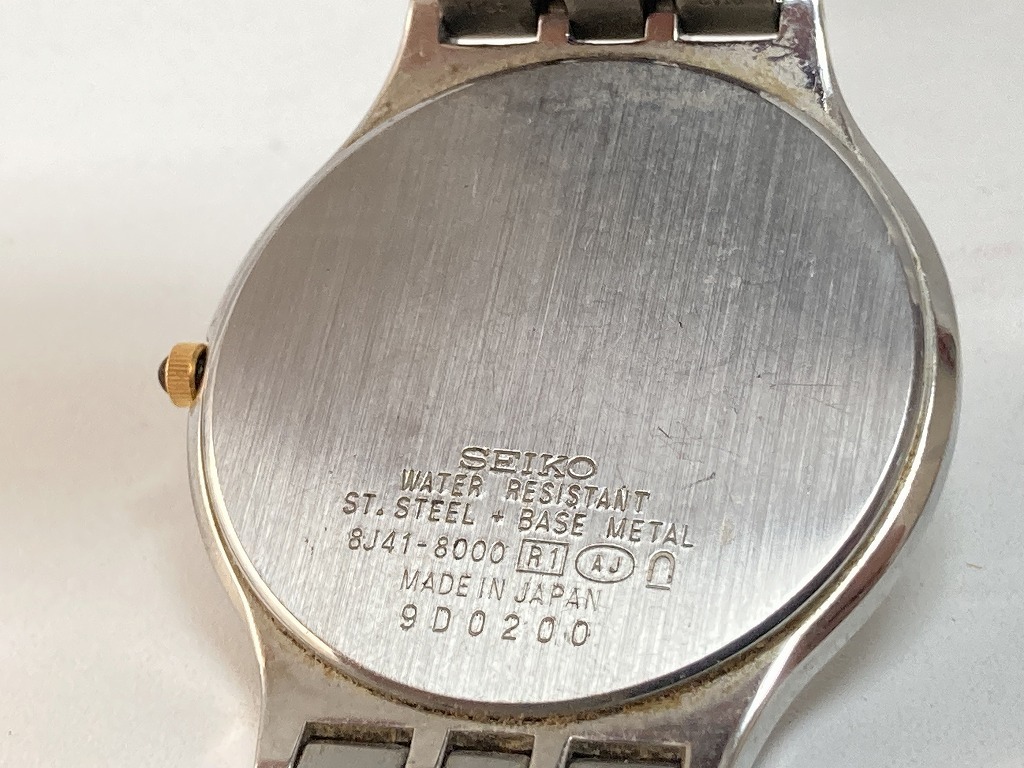 SEIKO
WATER RESISTANT
ST. STEEL + BASE METAL
8J41-8000 R1 AJ
MADE IN JAPAN
9D0200